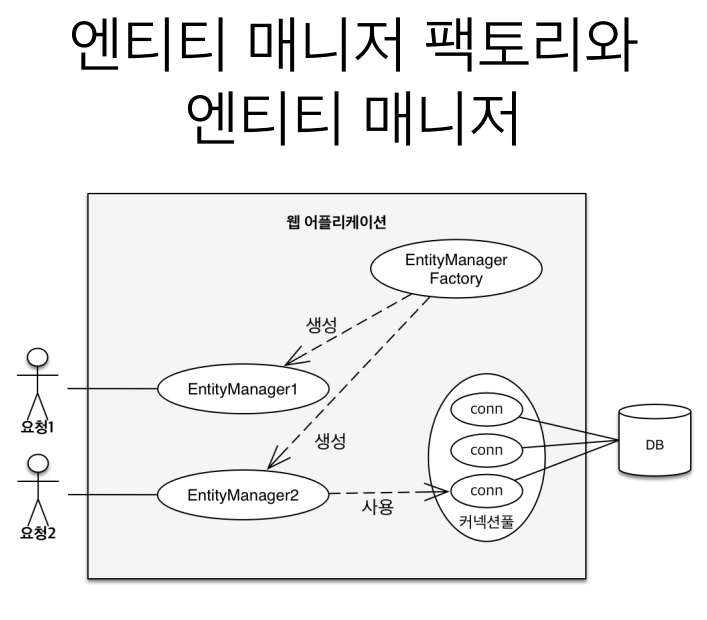 엔티티 매니저 팩토리와
엔티티 매니저
웹 어플리케이션
EntityManager
Factory
생성
요청1
EntityManager1
생성
요청2
EntityManager2
사용
conn
conn
conn
커넥션풀
DB